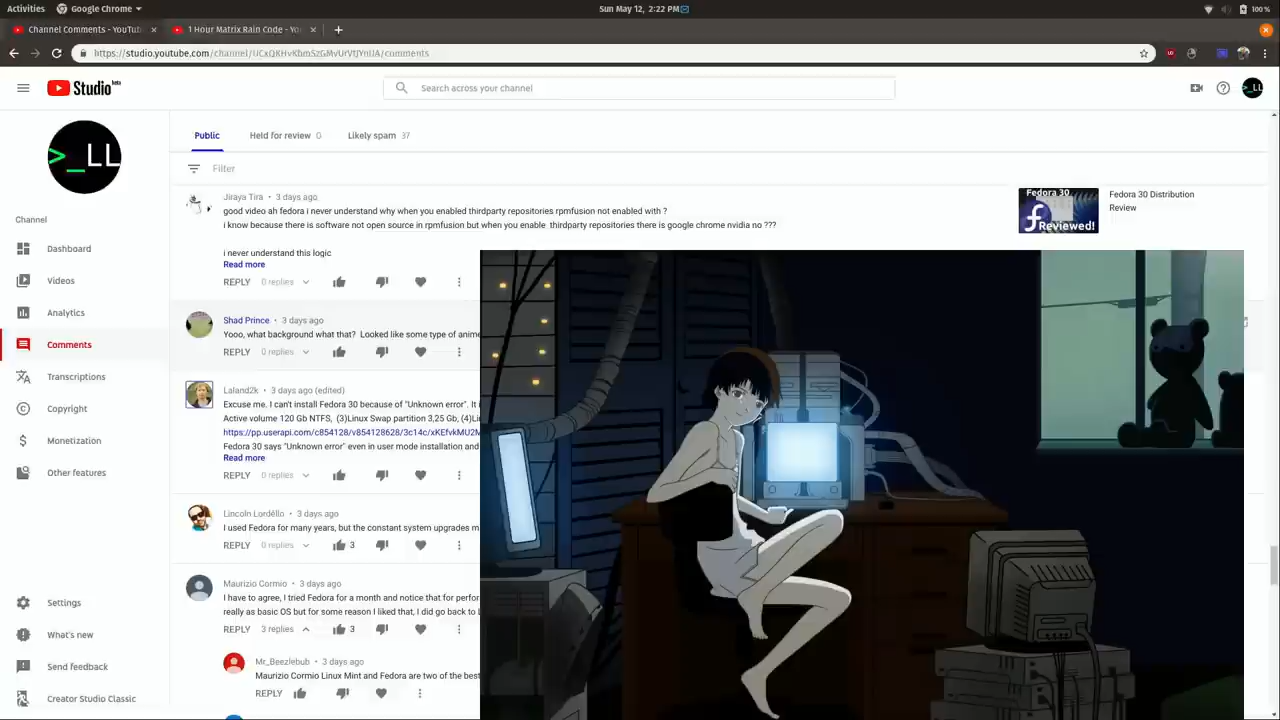 Activities
Google Chrome
Sun May 12, 2:22 PM
100 %
Channel Comments - YouTu
1 Hour Matrix Rain Code - Yo
Studio beta
Search across your channel
>_LL
>_LL
Public
Held for review 0
Likely spam 37
Filter
Channel
Dashboard
Videos
Analytics
Comments
Transcriptions
Copyright
Monetization
Other features
Settings
What's new
Send feedback
Creator Studio Classic
Jiraya Tira • 3 days ago
good video ah fedora i never understand why when you enabled thirdparty repositories rpmfusion not enabled with ?
i know because there is software not open source in rpmfusion but when you enable thirdparty repositories there is google chrome nvidia no ???
i never understand this logic
Read more
REPLY 0 replies
Fedora 30
Reviewed!
Fedora 30 Distribution
Review
Shad Prince • 3 days ago
Yooo, what background what that? Looked like some type of anime
REPLY 0 replies
Laland2k • 3 days ago (edited)
Excuse me. I can't install Fedora 30 because of "Unknown error". It i
Active volume 120 Gb NTFS, (3)Linux Swap partition 3,25 Gb, (4)Li
Fedora 30 says "Unknown error" even in user mode installation and
Read more
REPLY 0 replies
Lincoln Lordéllo • 3 days ago
I used Fedora for many years, but the constant system upgrades m
REPLY 0 replies 3
Maurizio Cormio • 3 days ago
I have to agree, I tried Fedora for a month and notice that for perfor
really as basic OS but for some reason I liked that, I did go back to L
REPLY 3 replies 3
Mr_Beezlebub • 3 days ago
Maurizio Cormio Linux Mint and Fedora are two of the best
REPLY